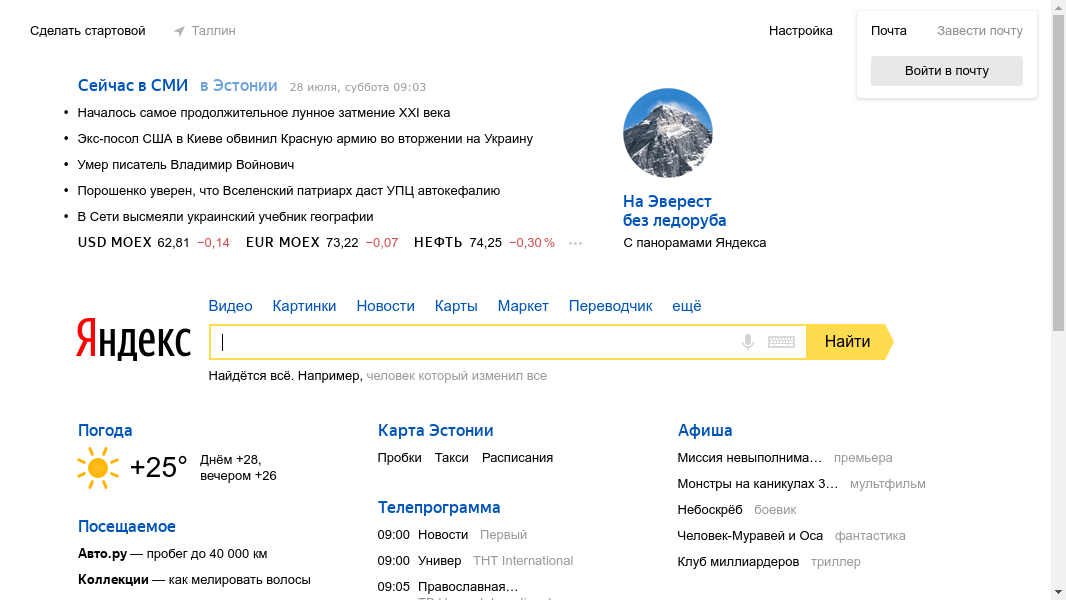 Сделать стартовой Таллин Настройка Почта Завести почту
Войти в почту
Сейчас в СМИ в Эстонии 28 июля, суббота 09:03
• Началось самое продолжительное лунное затмение XXI века
• Экс-посол США в Киеве обвинил Красную армию во вторжении на Украину
• Умер писатель Владимир Войнович
• Порошенко уверен, что Вселенский патриарх даст УПЦ автокефалию
• В Сети высмеяли украинский учебник географии
USD MOEX 62,81 −0,14 EUR MOEX 73,22 −0,07 НЕФТЬ 74,25 −0,30 %
На Эверест
без ледоруба
С панорамами Яндекса
Видео Картинки Новости Карты Маркет Переводчик ещё
Яндекс
Найти
Найдётся всё. Например, человек который изменил все
Погода
+25° Днём +28,
вечером +26
Посещаемое
Авто.ру — пробег до 40 000 км
Коллекции — как мелировать волосы
Карта Эстонии
Пробки Такси Расписания
Телепрограмма
09:00 Новости Первый
09:00 Универ ТНТ International
09:05 Православная…
Афиша
Миссия невыполнима… премьера
Монстры на каникулах 3… мультфильм
Небоскрёб боевик
Человек-Муравей и Оса фантастика
Клуб миллиардеров триллер